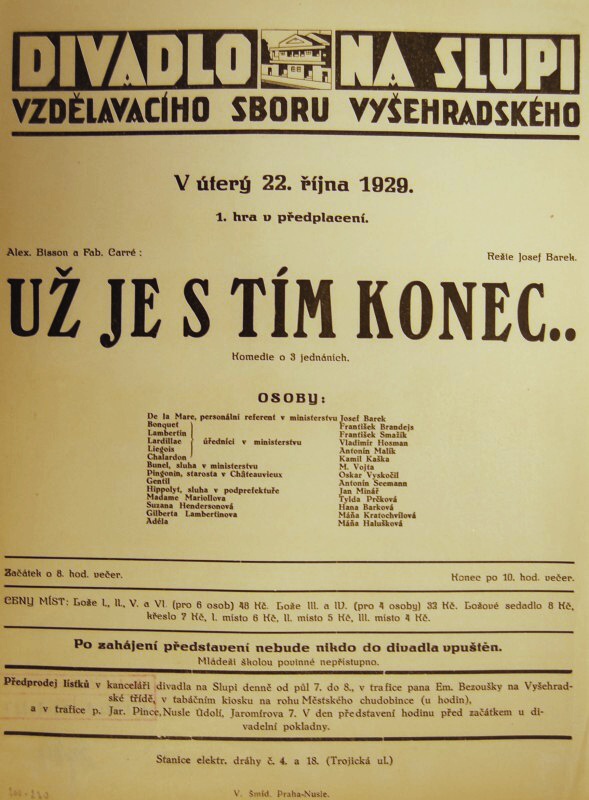 DIVADLO NA SLUPI
VZDĚLAVACÍHO SBORU VYŠEHRADSKÉHO
V úterý 22. října 1929.
1. hra v předplacení.
Alex. Bisson a Fab. Carré: Režie Josef Barek.
UŽ JE S TÍM KONEC..
Komedie o 3 jednáních.
OSOBY:
De la Mare, personální referent v ministerstvu Josef Barek
Bonquet František Brandejs
Lambertin František Smažík
Lardillac úředníci v ministerstvu Vladimír Hosman
Liegois Antonín Malík
Chalardon Kamil Kaška
Bunel, sluha v ministerstvu M. Vojta
Pingonin, starosta v Châteauvieux Oskar Vyskočil
Gentil Antonín Seemann
Hippolyt, sluha v podprefektuře Jan Minář
Madame Mariollova Tylda Prčková
Suzana Hendersonová Hana Barková
Gilberta Lambertinova Máňa Kratochvílová
Adéla Máňa Halušková
Začátek o 8. hod. večer. Konec po 10. hod. večer.
CENY MÍST: Lože I., II., V. a VI. (pro 6 osob) 48 Kč. Lože III. a IV. (pro 4 osoby) 32 Kč. Ložové sedadlo 8 Kč,
křeslo 7 Kč, I. místo 6 Kč, II. místo 5 Kč, III. místo 4 Kč.
Po zahájení představení nebude nikdo do divadla vpuštěn.
Mládeži školou povinné nepřístupno.
Předprodej lístků v kanceláři divadla na Slupi denně od půl 7. do 8., v trafice pana Em. Bezoušky na Vyšehrad-
ské třídě, v tabáčním kiosku na rohu Městského chudobince (u hodin),
a v trafice p. Jar. Pince, Nusle Údolí, Jaromírova 7. V den představení hodinu před začátkem u di-
vadelní pokladny.
Stanice elektr. dráhy č. 4. a 18. (Trojická ul.)
V. Šmíd, Praha-Nusle.